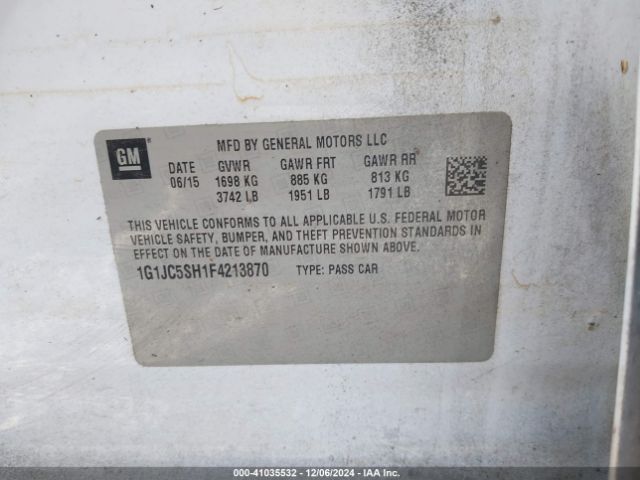 GM
MFD BY GENERAL MOTORS LLC
DATE GVWR GAWR FRT GAWR RR
06/15 1698 KG 885 KG 813 KG
3742 LB 1951 LB 1791 LB
THIS VEHICLE CONFORMS TO ALL APPLICABLE U.S. FEDERAL MOTOR
VEHICLE SAFETY, BUMPER, AND THEFT PREVENTION STANDARDS IN
EFFECT ON THE DATE OF MANUFACTURE SHOWN ABOVE.
1G1JC5SH1F4213870 TYPE: PASS CAR
000-41035532 - 12/06/2024 - IAA Inc.